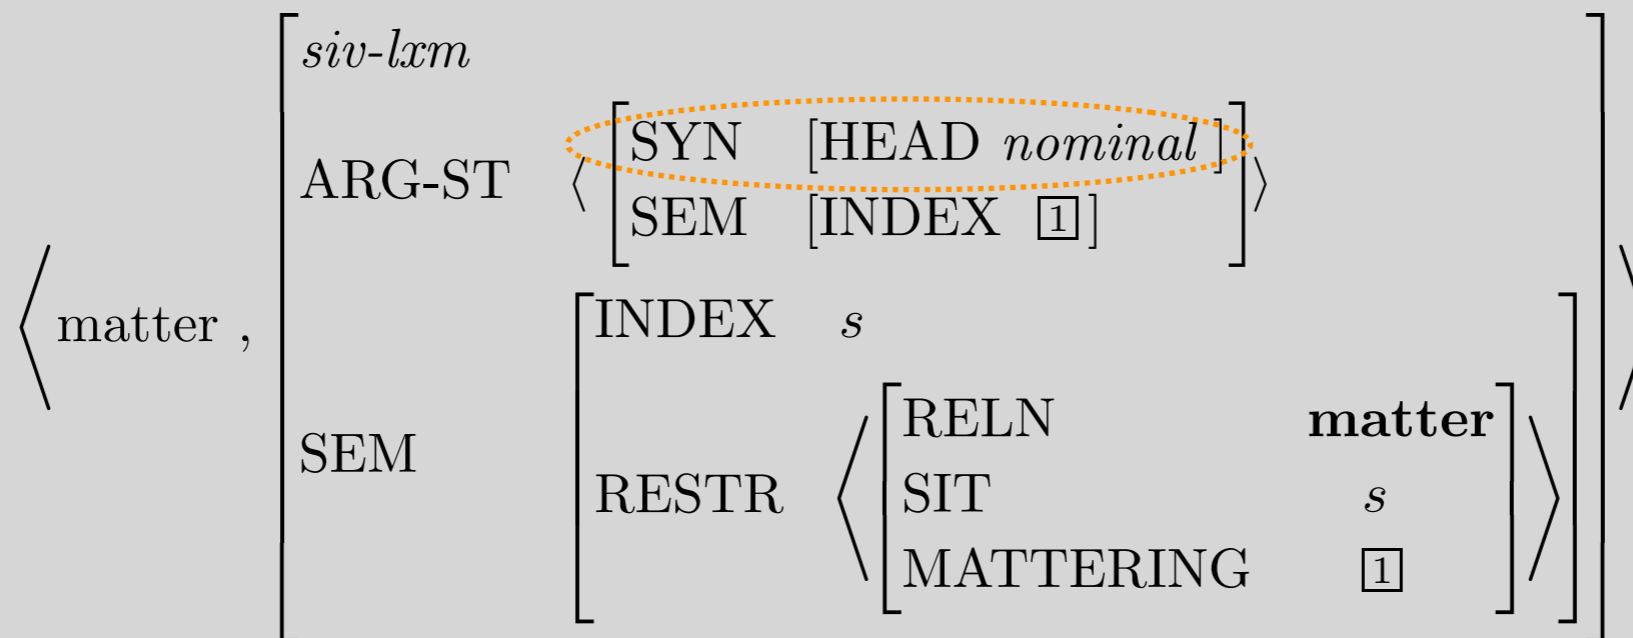 siv-lxm
SYN [HEAD nominal ]
ARG-ST ⟨ ⟩
SEM [INDEX 1 ]
⟨ matter , INDEX s ⟩
RELN matter
SEM
RESTR ⟨ SIT s ⟩
MATTERING 1